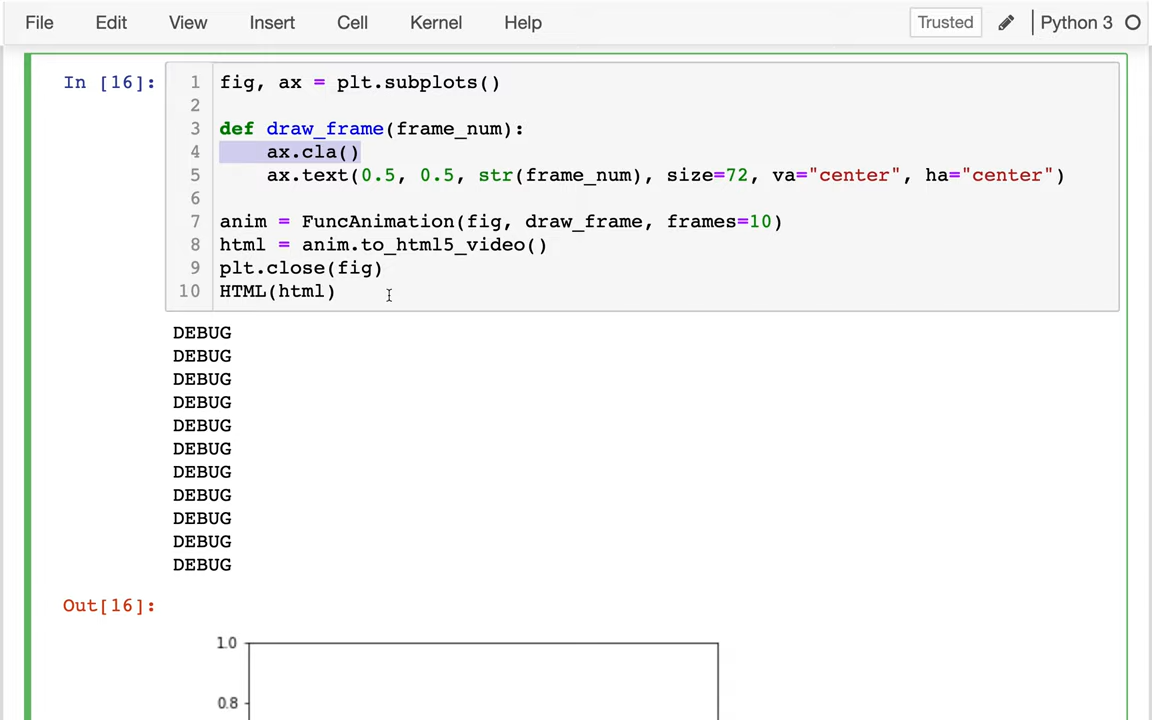 File Edit View Insert Cell Kernel Help Trusted Python 3
In [16]:
1 fig, ax = plt.subplots()
2
3 def draw_frame(frame_num):
4     ax.cla()
5     ax.text(0.5, 0.5, str(frame_num), size=72, va="center", ha="center")
6
7 anim = FuncAnimation(fig, draw_frame, frames=10)
8 html = anim.to_html5_video()
9 plt.close(fig)
10 HTML(html)
DEBUG
DEBUG
DEBUG
DEBUG
DEBUG
DEBUG
DEBUG
DEBUG
DEBUG
DEBUG
DEBUG
Out[16]:
1.0
0.8